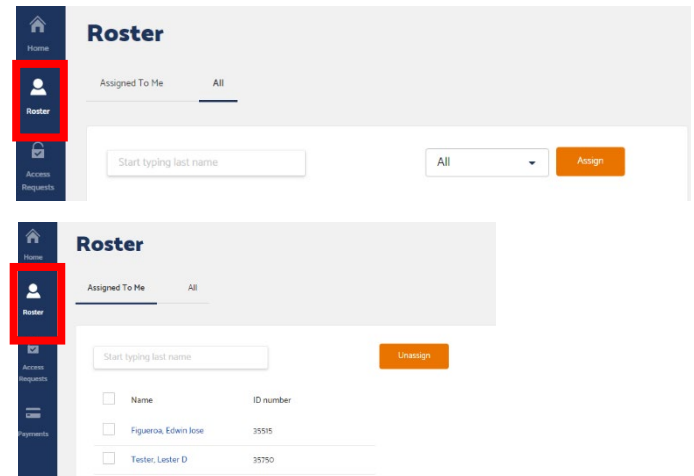 Home
Roster
Assigned To Me All
Roster
Start typing last name All Assign
Access
Requests
Home
Roster
Assigned To Me All
Roster
Start typing last name Unassign
Access
Requests
Name ID number
Figueroa, Edwin Jose 35515
Payments
Tester, Lester D 35750